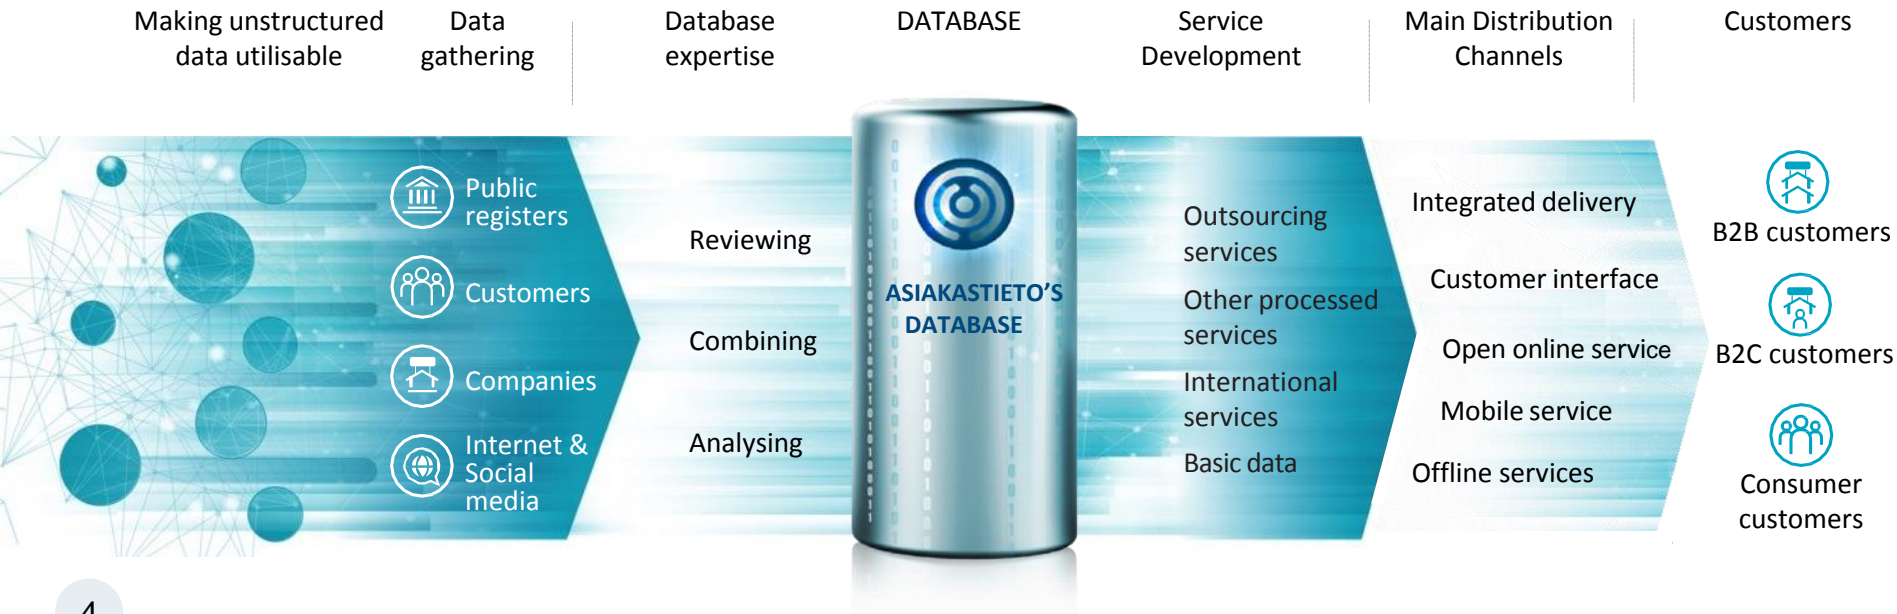 Making unstructured
data utilisable
Data
gathering
Database
expertise
DATABASE
Service
Development
Main Distribution
Channels
Customers
Public
registers
Customers
Companies
Internet &
Social
media
Reviewing
Combining
Analysing
ASIAKASTIETO'S
DATABASE
Outsourcing
services
Other processed
services
International
services
Basic data
Integrated delivery
Customer interface
Open online service
Mobile service
Offline services
B2B customers
B2C customers
Consumer
customers
4